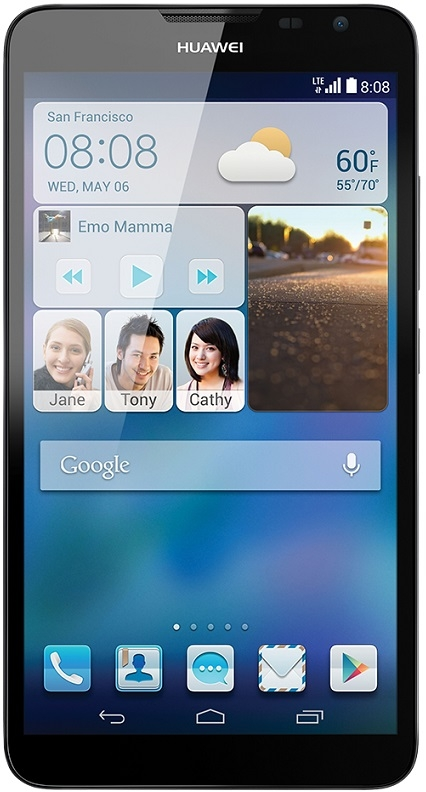 HUAWEI
LTE 8:08
San Francisco
08:08
WED, MAY 06
60°F
55°/70°
Emo Mamma
Jane Tony Cathy
Google